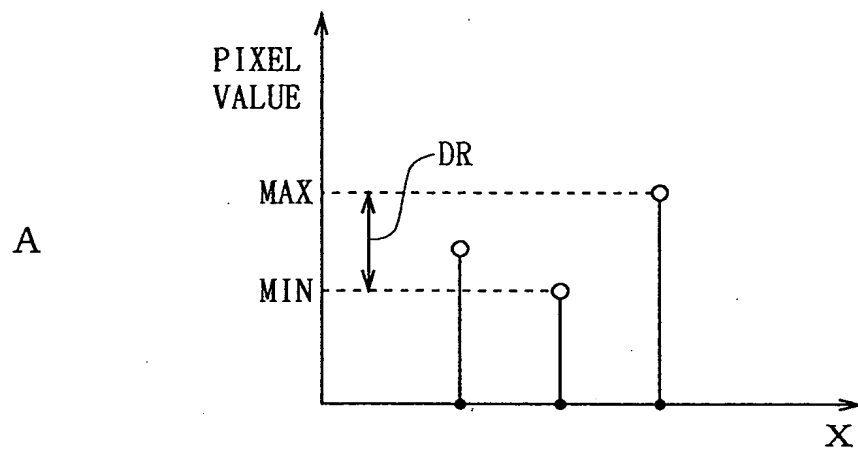 PIXEL
VALUE
DR
MAX
A
MIN
X